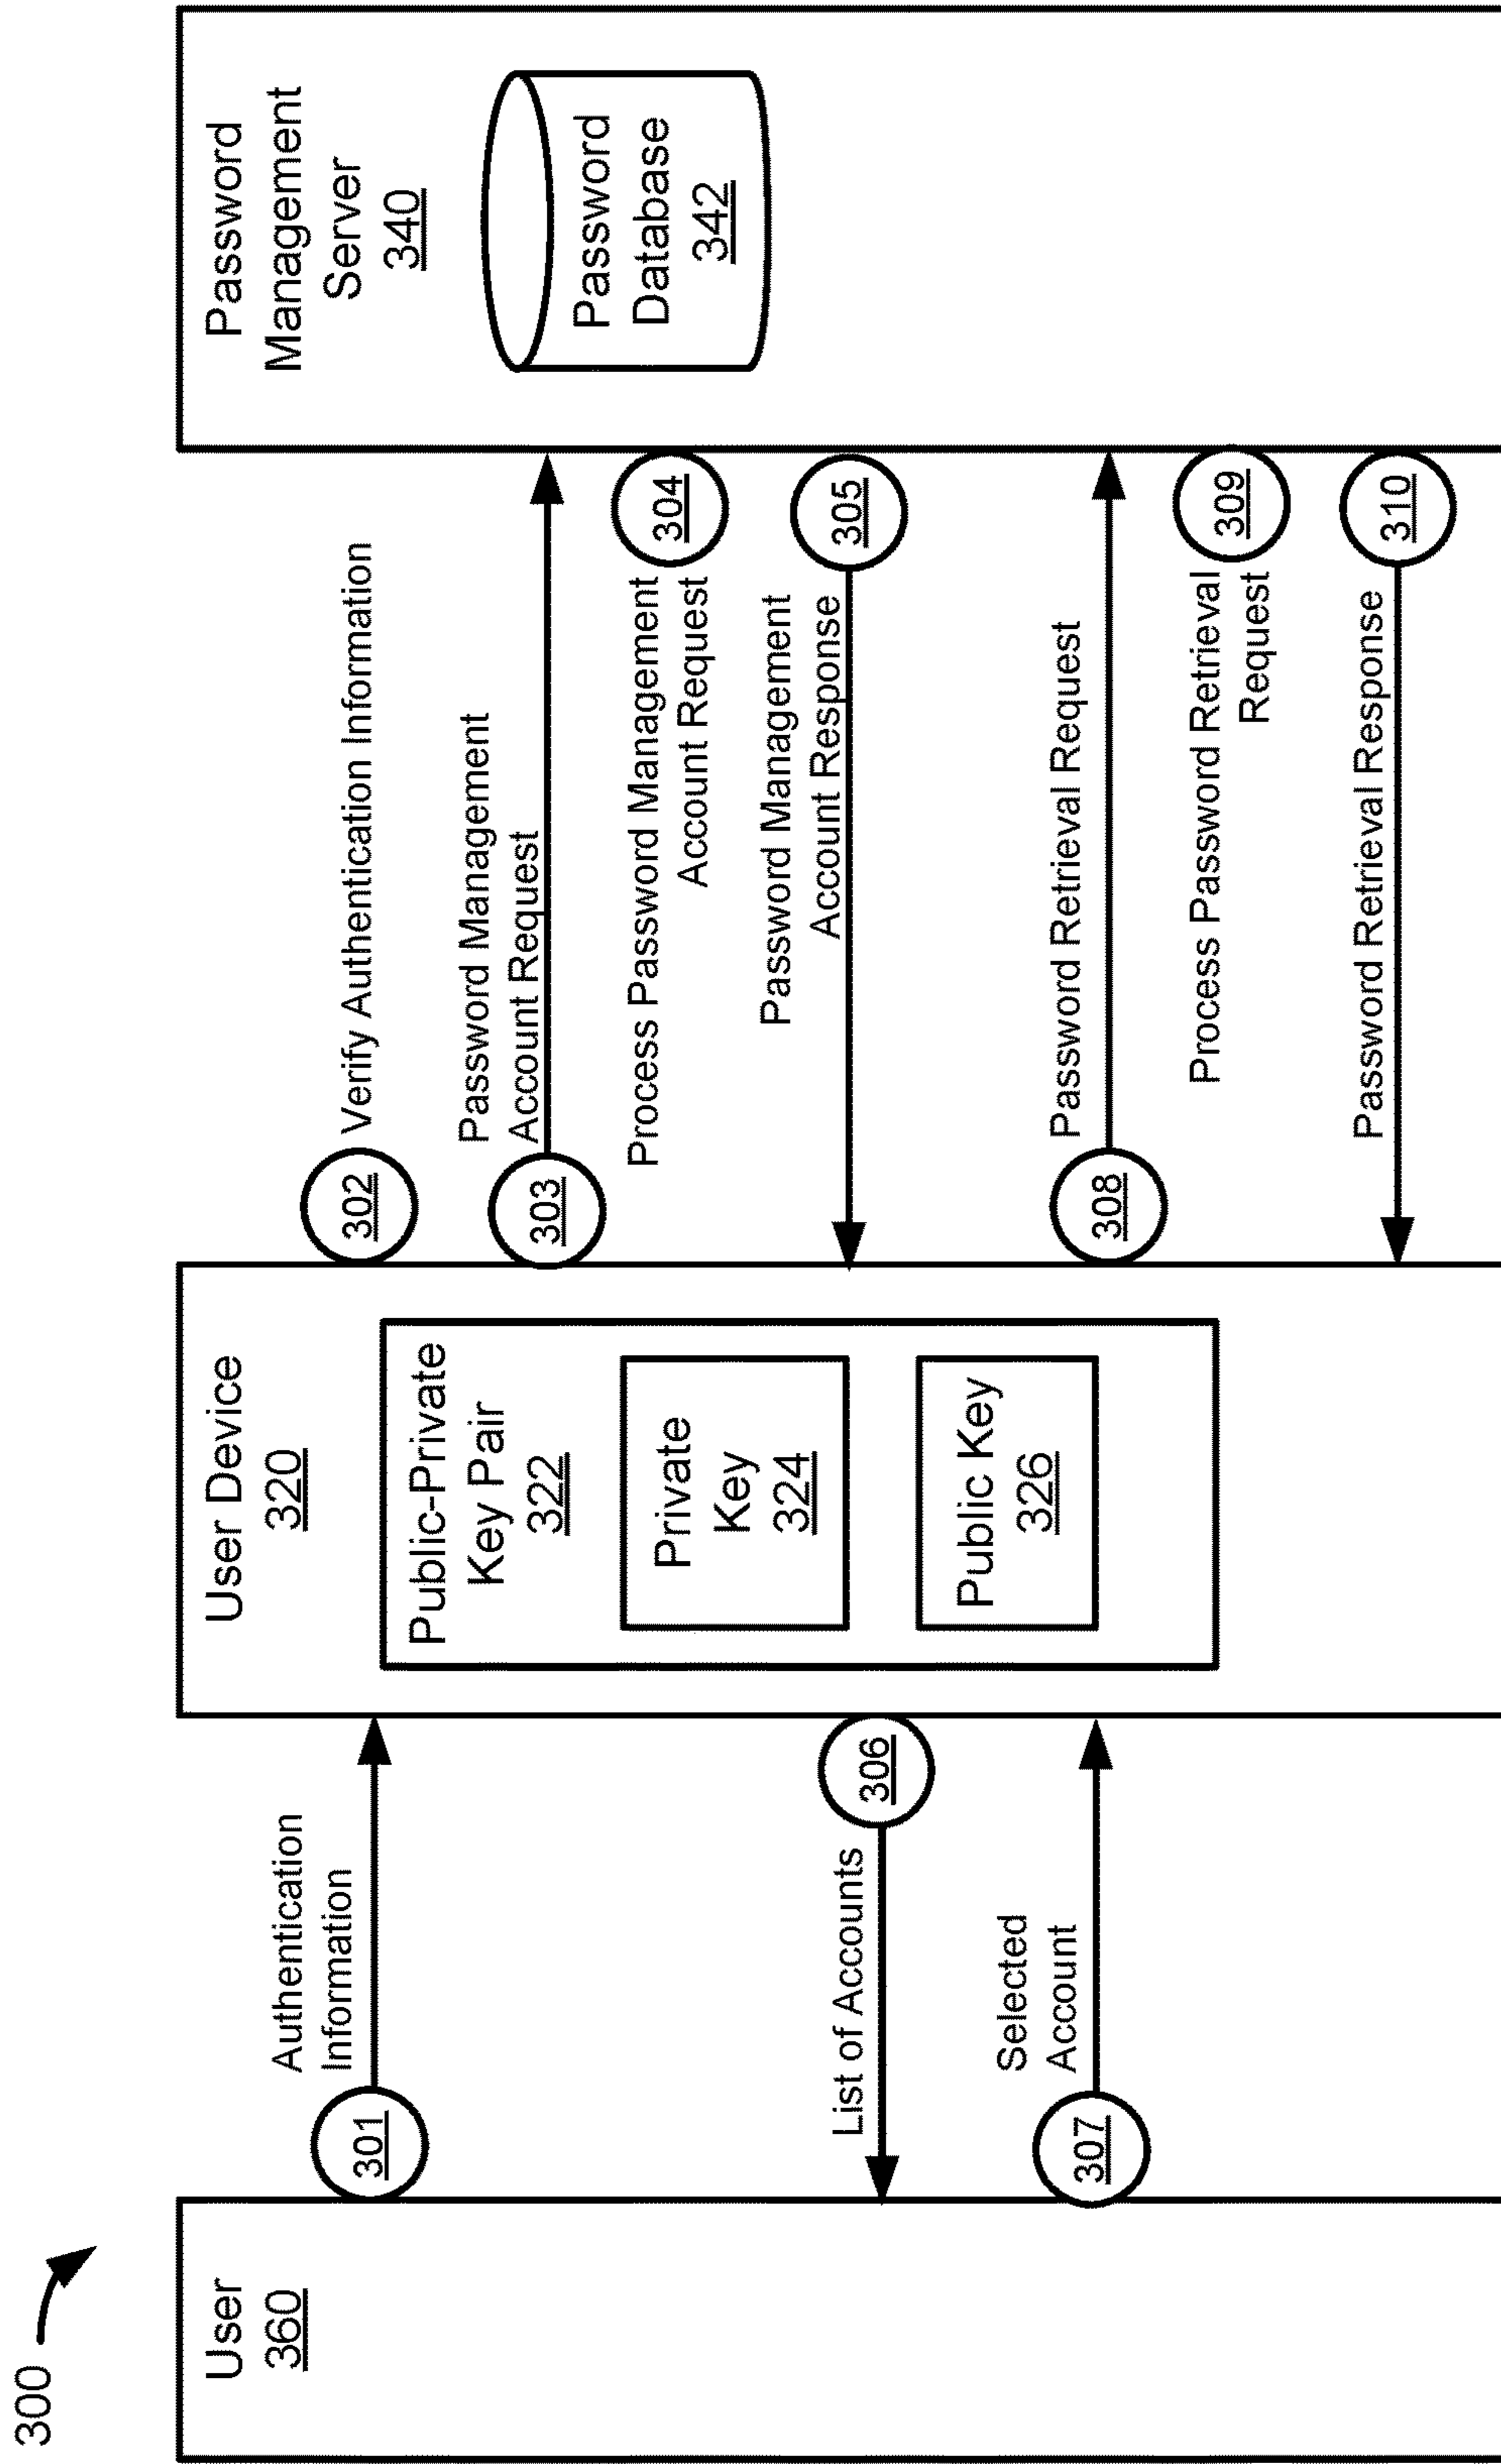 300
User
360
User Device
320
Public-Private
Key Pair
322
Private
Key
324
Public Key
326
Password
Management
Server
340
Password
Database
342
301
Authentication
Information
302
Verify Authentication Information
303
Password Management
Account Request
304
Process Password Management
Account Request
305
Password Management
Account Response
306
List of Accounts
307
Selected
Account
308
Password Retrieval Request
309
Process Password Retrieval
Request
310
Password Retrieval Response